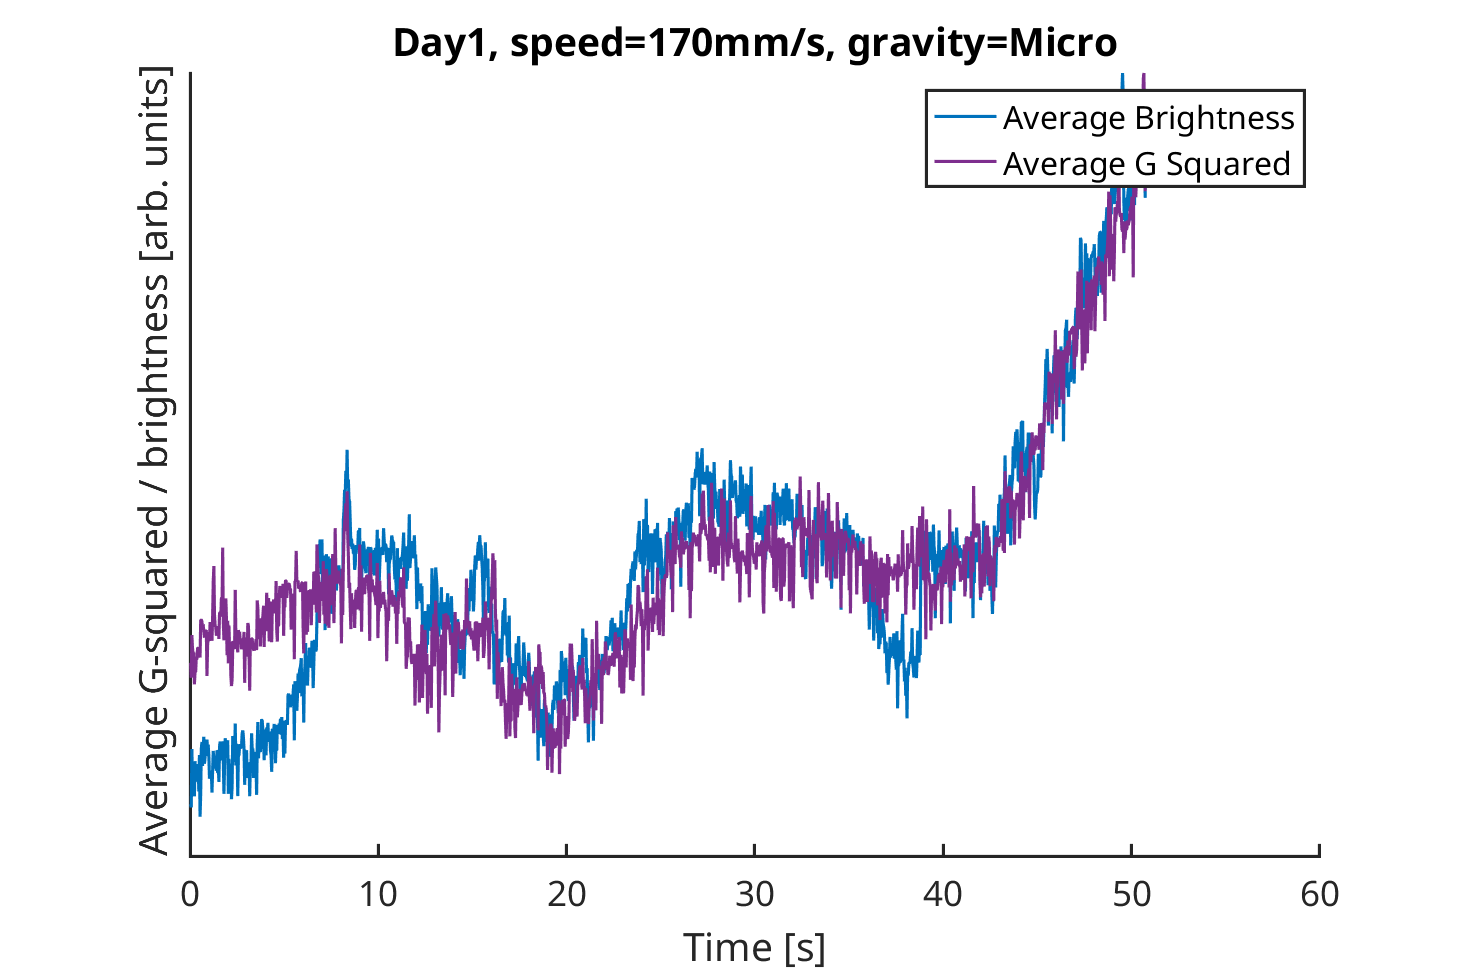 Day1, speed=170mm/s, gravity=Micro
Average G-squared / brightness [arb. units]
Average Brightness
Average G Squared
0 10 20 30 40 50 60
Time [s]